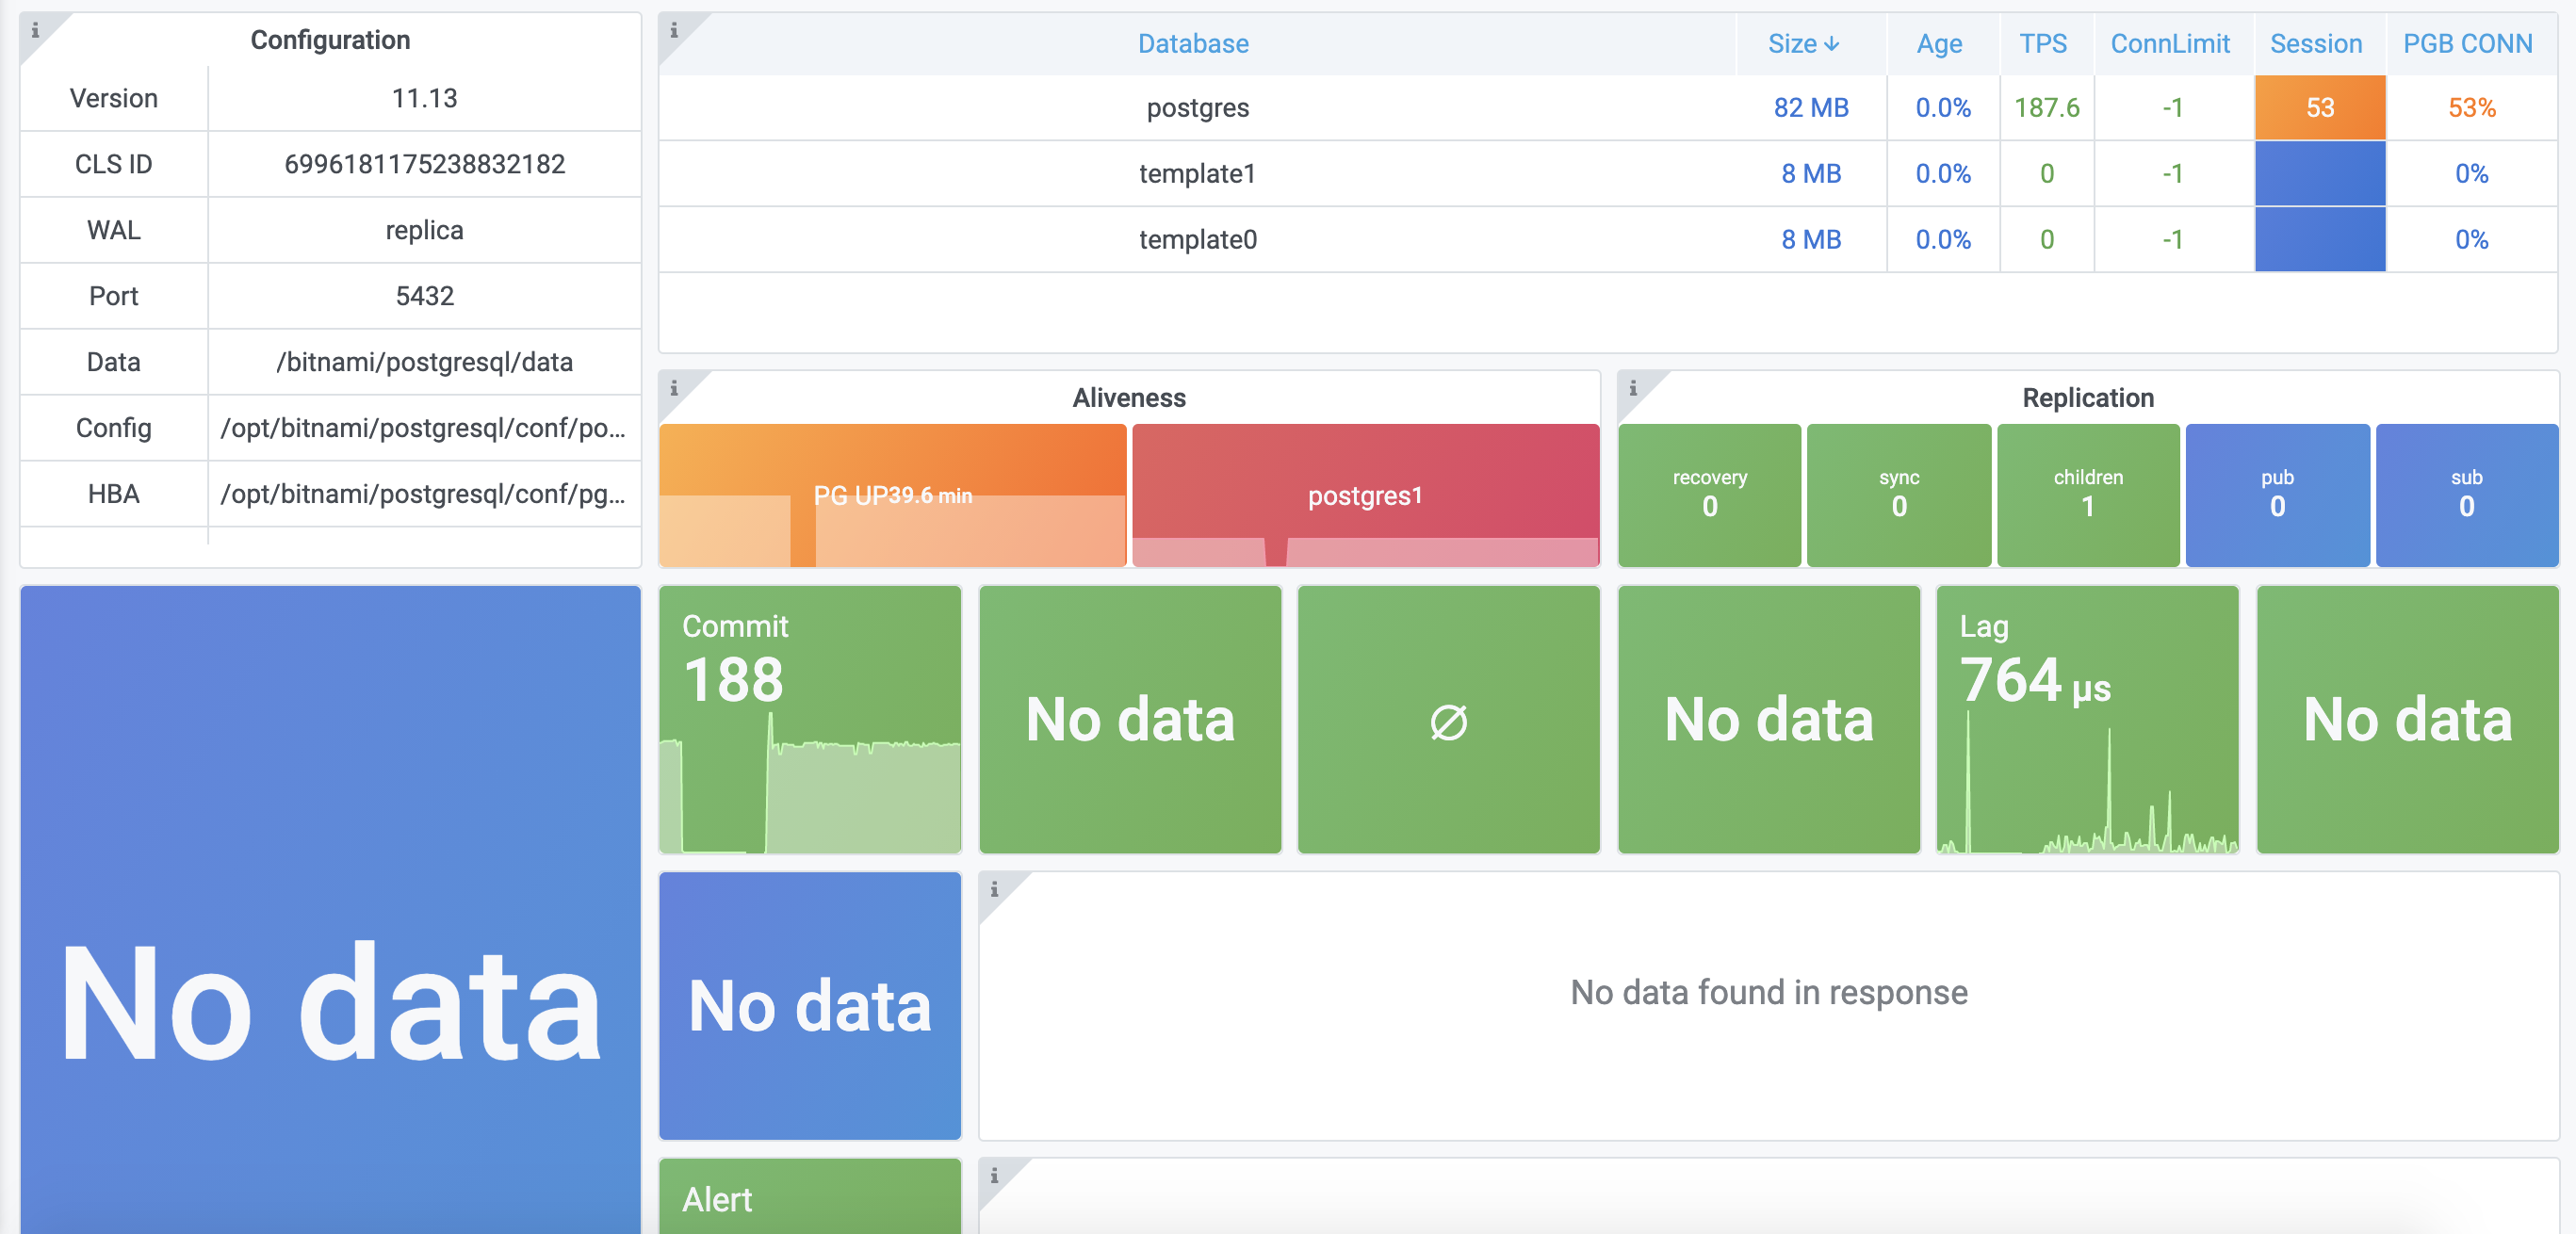 Configuration
Version 11.13
CLS ID 6996181175238832182
WAL replica
Port 5432
Data /bitnami/postgresql/data
Config /opt/bitnami/postgresql/conf/po...
HBA /opt/bitnami/postgresql/conf/pg...
Database Size ↓ Age TPS ConnLimit Session PGB CONN
postgres 82 MB 0.0% 187.6 -1 53 53%
template1 8 MB 0.0% 0 -1 0%
template0 8 MB 0.0% 0 -1 0%
Aliveness
PG UP39.6 min
postgres1
Replication
recovery
0
sync
0
children
1
pub
0
sub
0
No data
Commit
188
No data
∅
No data
Lag
764 µs
No data
No data
No data found in response
Alert